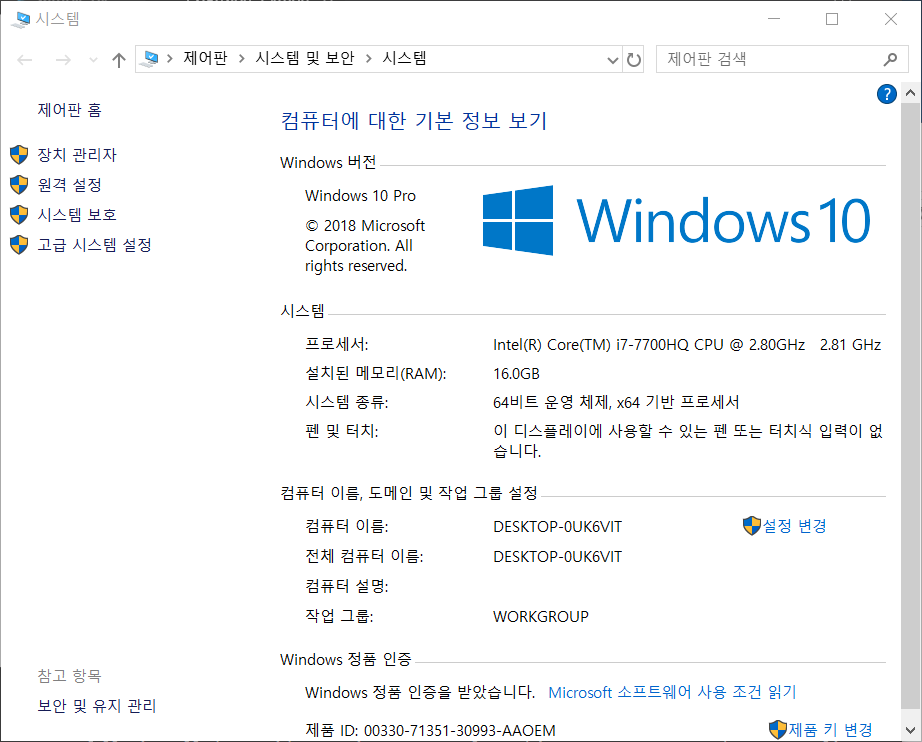 시스템
제어판 > 시스템 및 보안 > 시스템
제어판 검색
제어판 홈
장치 관리자
원격 설정
시스템 보호
고급 시스템 설정
참고 항목
보안 및 유지 관리
?
컴퓨터에 대한 기본 정보 보기
Windows 버전
Windows 10 Pro
© 2018 Microsoft
Corporation. All
rights reserved.
Windows 10
시스템
프로세서: Intel(R) Core(TM) i7-7700HQ CPU @ 2.80GHz 2.81 GHz
설치된 메모리(RAM): 16.0GB
시스템 종류: 64비트 운영 체제, x64 기반 프로세서
펜 및 터치: 이 디스플레이에 사용할 수 있는 펜 또는 터치식 입력이 없
습니다.
컴퓨터 이름, 도메인 및 작업 그룹 설정
컴퓨터 이름: DESKTOP-0UK6VIT 설정 변경
전체 컴퓨터 이름: DESKTOP-0UK6VIT
컴퓨터 설명:
작업 그룹: WORKGROUP
Windows 정품 인증
Windows 정품 인증을 받았습니다. Microsoft 소프트웨어 사용 조건 읽기
제품 ID: 00330-71351-30993-AAOEM 제품 키 변경